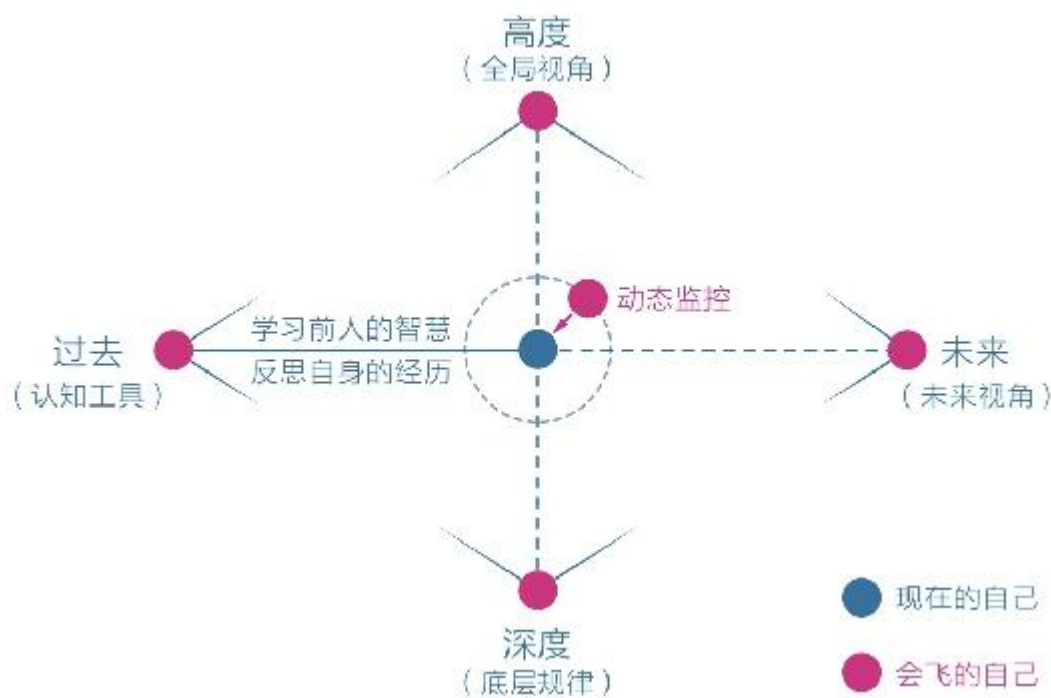 高度
（全局视角）
动态监控
学习前人的智慧
反思自身的经历
过去
（认知工具）
未来
（未来视角）
深度
（底层规律）
现在的自己
会飞的自己